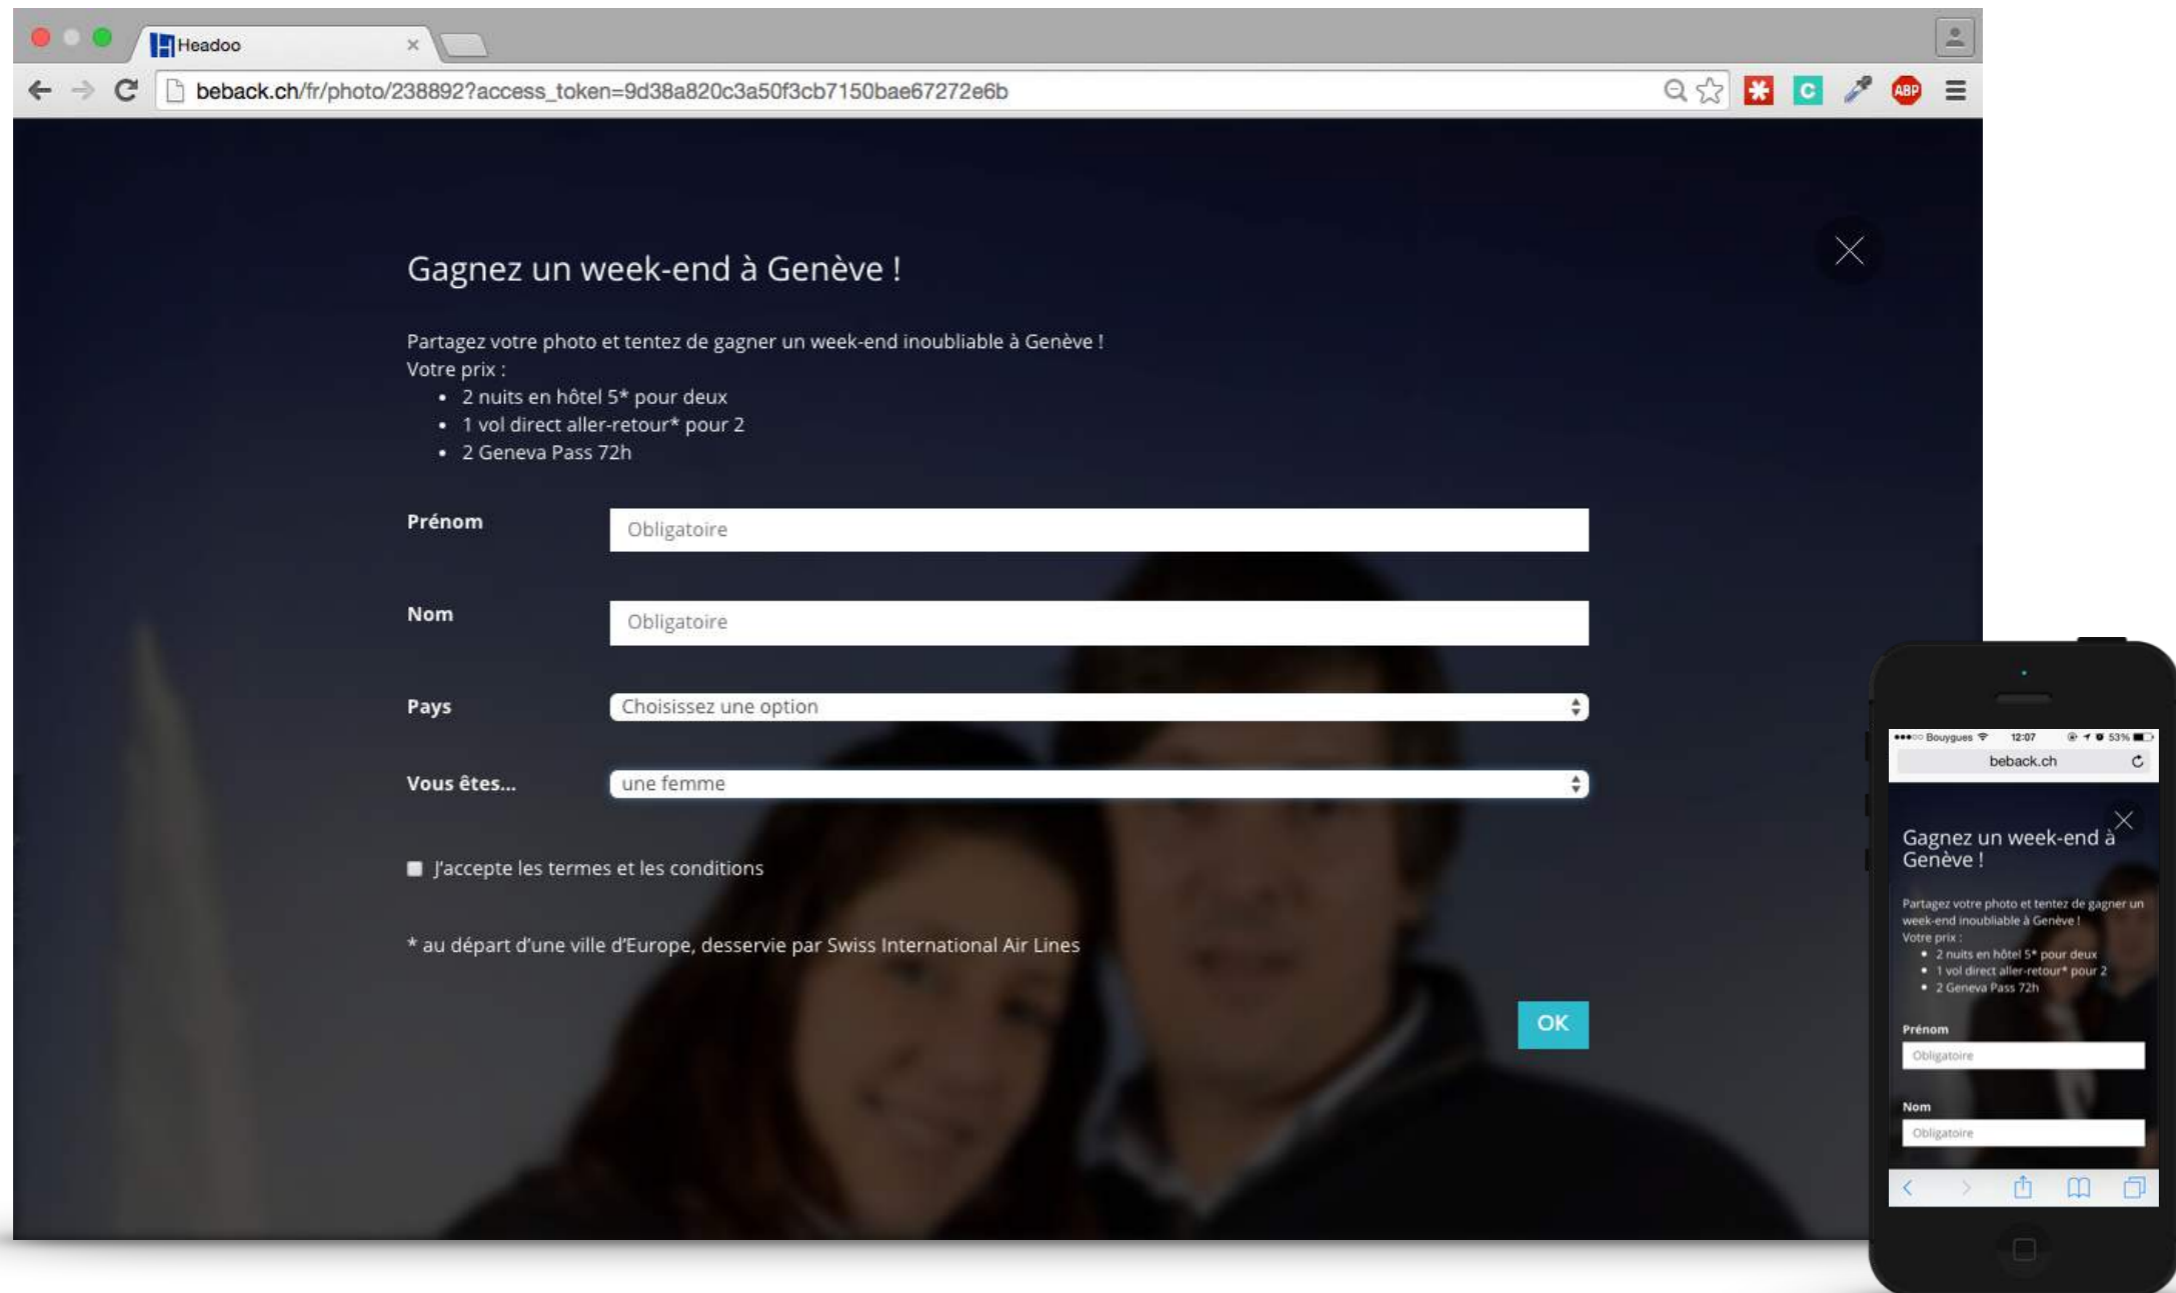 Headoo
beback.ch/fr/photo/238892?access_token=9d38a820c3a50f3cb7150bae67272e6b
C
ABP
Gagnez un week-end à Genève !
Partagez votre photo et tentez de gagner un week-end inoubliable à Genève !
Votre prix :
• 2 nuits en hôtel 5* pour deux
• 1 vol direct aller-retour* pour 2
• 2 Geneva Pass 72h
Prénom
Obligatoire
Nom
Obligatoire
Pays
Choisissez une option
Vous êtes...
une femme
J'accepte les termes et les conditions
* au départ d'une ville d'Europe, desservie par Swiss International Air Lines
OK
Bouygues 12:07 53%
beback.ch
Gagnez un week-end à
Genève !
Partagez votre photo et tentez de gagner un
week-end inoubliable à Genève !
Votre prix :
• 2 nuits en hôtel 5* pour deux
• 1 vol direct aller-retour* pour 2
• 2 Geneva Pass 72h
Prénom
Obligatoire
Nom
Obligatoire